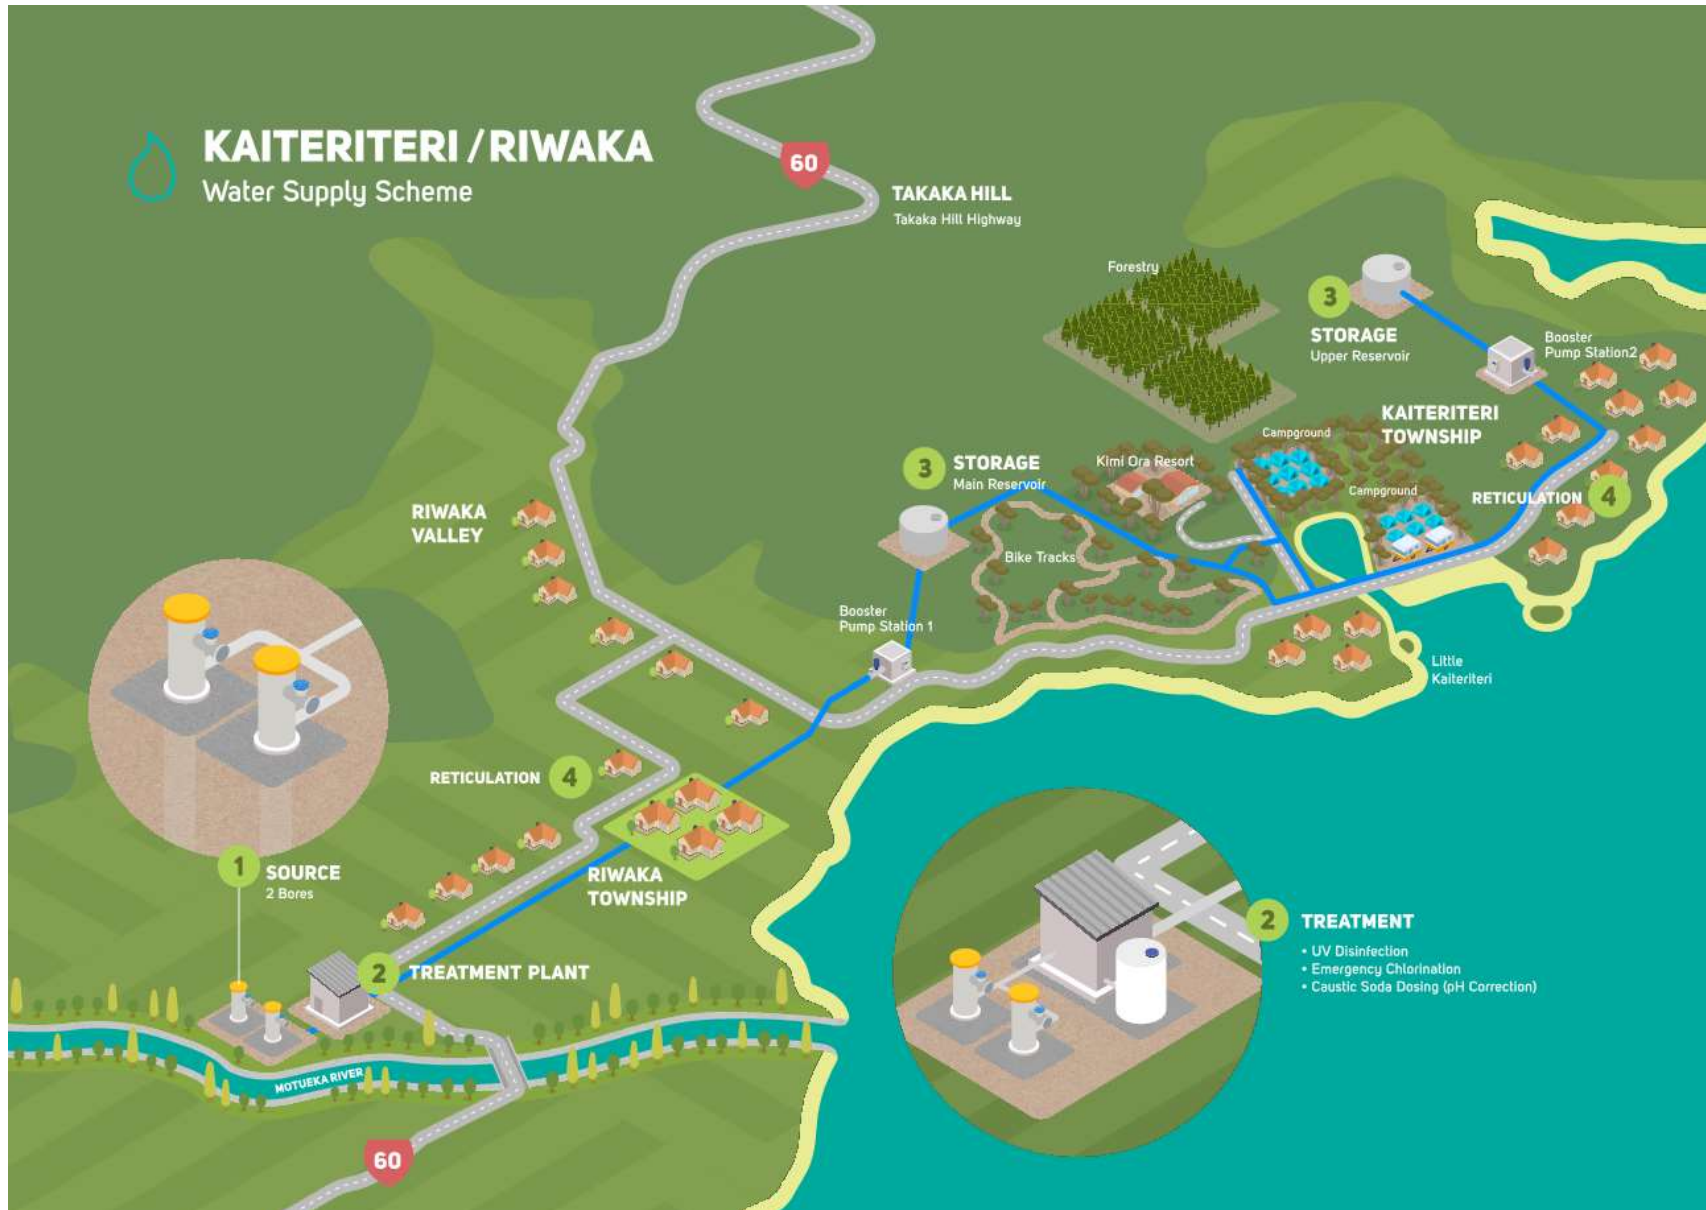 KAITERITERI / RIWAKA
Water Supply Scheme
60
TAKAKA HILL
Takaka Hill Highway
Forestry
3
STORAGE
Upper Reservoir
Booster
Pump Station2
KAITERITERI
TOWNSHIP
Campground
3
STORAGE
Main Reservoir
Kimi Ora Resort
Campground
RETICULATION 4
RIWAKA
VALLEY
Bike Tracks
Booster
Pump Station 1
Little
Kaiteriteri
RETICULATION 4
1
SOURCE
2 Bores
RIWAKA
TOWNSHIP
2 TREATMENT PLANT
2
TREATMENT
• UV Disinfection
• Emergency Chlorination
• Caustic Soda Dosing (pH Correction)
MOTUEKA RIVER
60